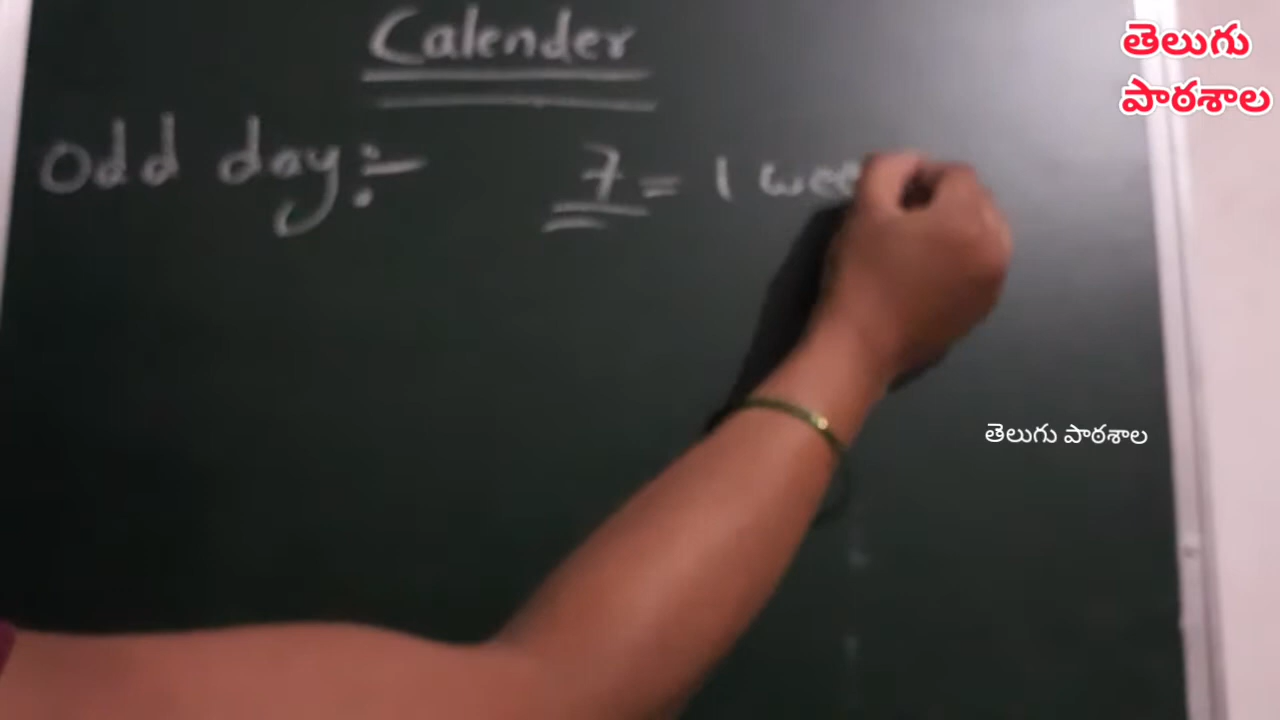 Calender
తెలుగు
పాఠశాల
Odd day:-
7 = 1 wee
తెలుగు పాఠశాల